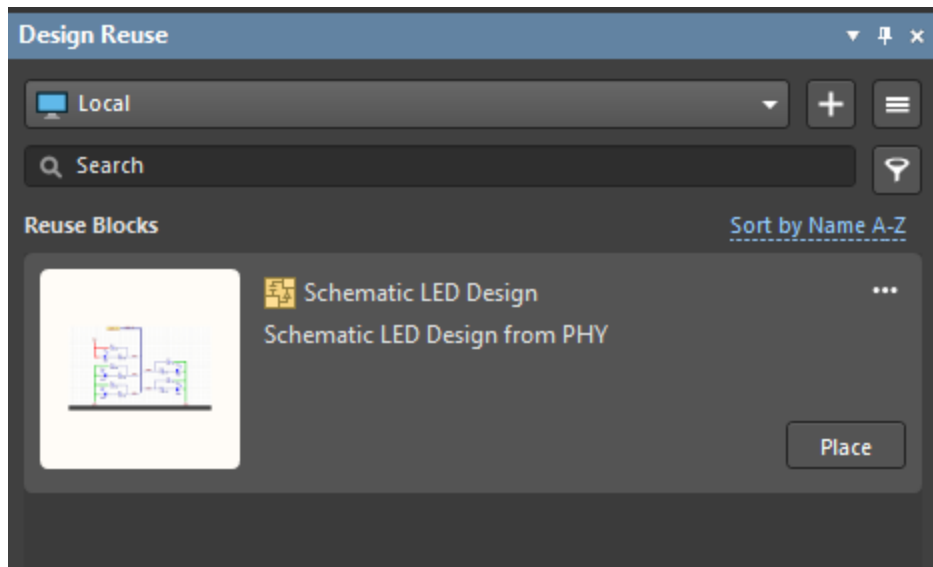 Design Reuse
Local
Search
Reuse Blocks Sort by Name A-Z
Schematic LED Design
Schematic LED Design from PHY
Place